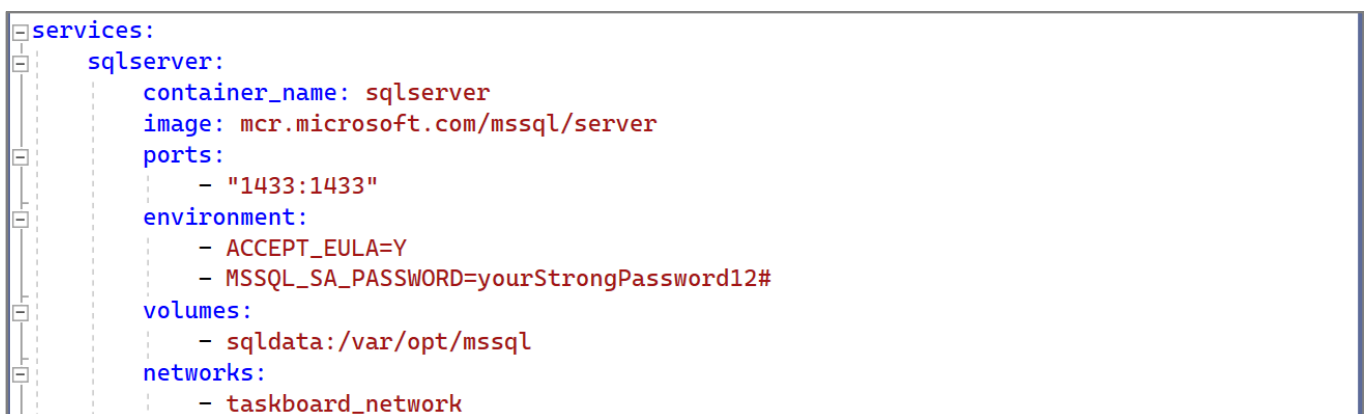 services:
sqlserver:
container_name: sqlserver
image: mcr.microsoft.com/mssql/server
ports:
- "1433:1433"
environment:
- ACCEPT_EULA=Y
- MSSQL_SA_PASSWORD=yourStrongPassword12#
volumes:
- sqldata:/var/opt/mssql
networks:
- taskboard_network